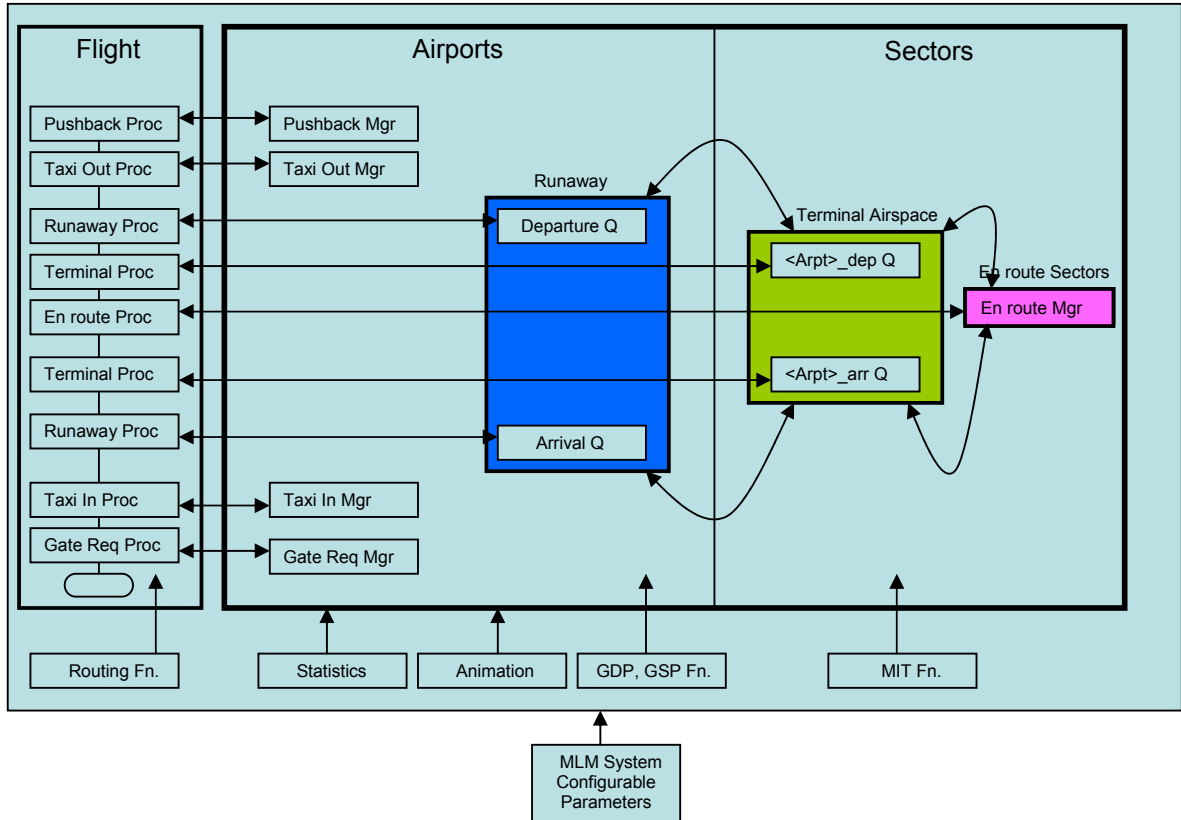 Flight
Airports
Sectors
Pushback Proc
Pushback Mgr
Taxi Out Proc
Taxi Out Mgr
Runaway
Runaway Proc
Departure Q
Terminal Airspace
Terminal Proc
<Arpt>_dep Q
En route Sectors
En route Proc
En route Mgr
Terminal Proc
<Arpt>_arr Q
Runaway Proc
Arrival Q
Taxi In Proc
Taxi In Mgr
Gate Req Proc
Gate Req Mgr
Routing Fn.
Statistics
Animation
GDP, GSP Fn.
MIT Fn.
MLM System
Configurable
Parameters